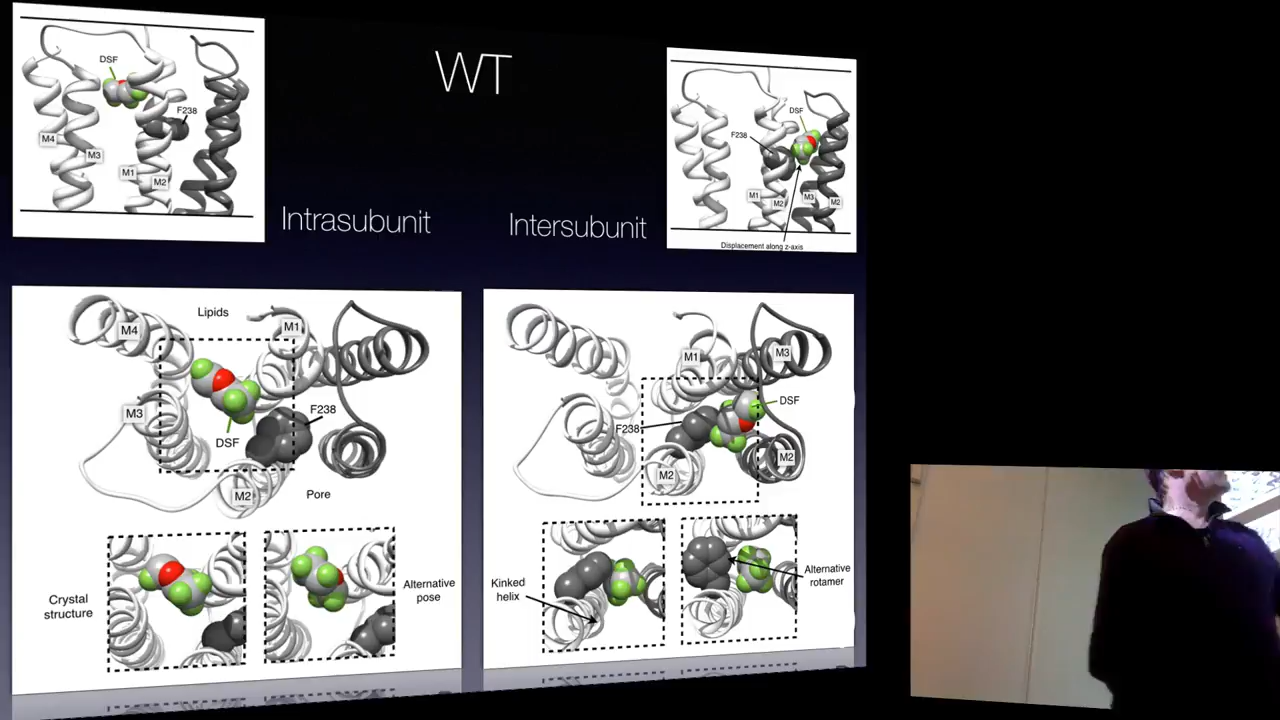 WT
DSF
F238
M4
M3
M1
M2
Intrasubunit
Intersubunit
DSF
F238
M1
M2
M3
M2
Displacement along z-axis
Lipids
M4
M1
M3
F238
DSF
M2
Pore
Crystal
structure
Alternative
pose
M1
M3
DSF
F238
M2
M2
Kinked
helix
Alternative
rotamer